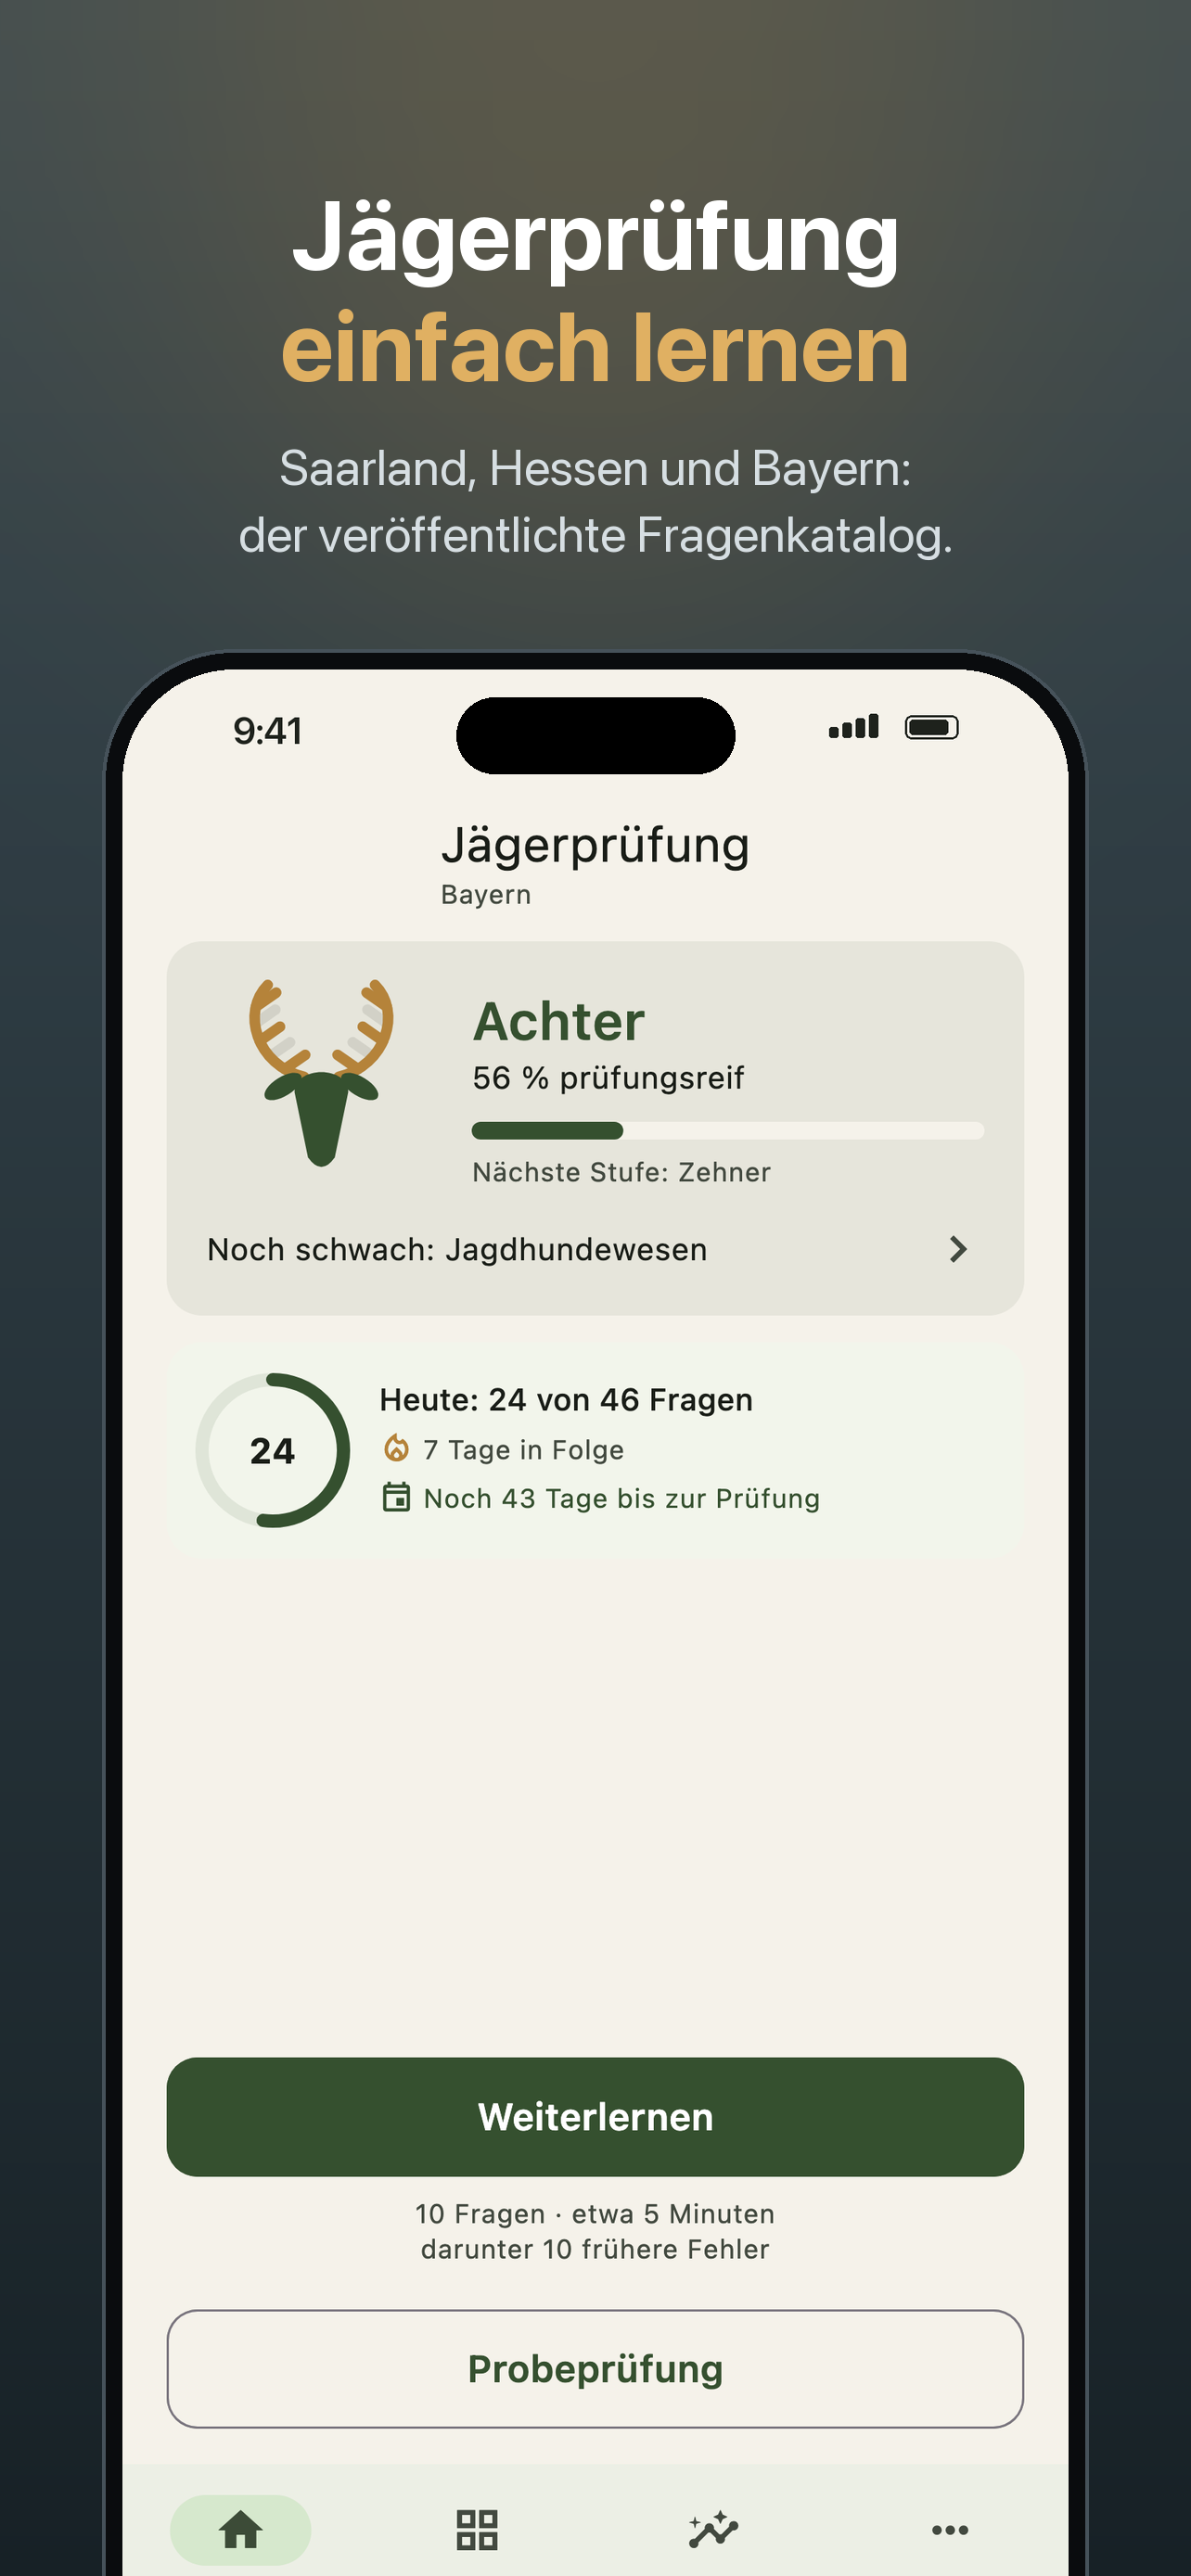 Jägerprüfung
einfach lernen
Saarland, Hessen und Bayern:
der veröffentlichte Fragenkatalog.
9:41
Jägerprüfung
Bayern
Achter
56 % prüfungsreif
Nächste Stufe: Zehner
Noch schwach: Jagdhundewesen
24
Heute: 24 von 46 Fragen
7 Tage in Folge
Noch 43 Tage bis zur Prüfung
Weiterlernen
10 Fragen · etwa 5 Minuten
darunter 10 frühere Fehler
Probeprüfung